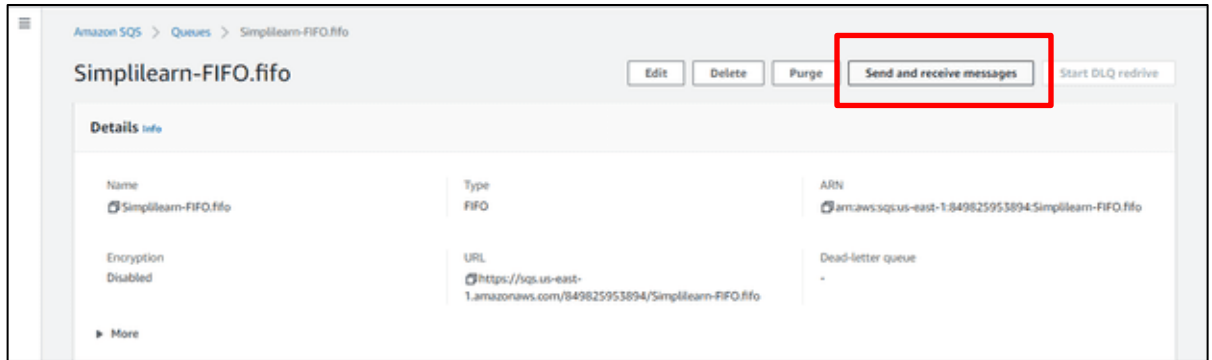 Amazon SQS > Queues > Simplilearn-FIFO.fifo
Simplilearn-FIFO.fifo
Edit Delete Purge Send and receive messages Start DLQ redrive
Details Info
Name Type ARN
Simplilearn-FIFO.fifo FIFO arn:aws:sqs:us-east-1:849825953894:Simplilearn-FIFO.fifo
Encryption URL Dead-letter queue
Disabled https://sqs.us-east- -
1.amazonaws.com/849825953894/Simplilearn-FIFO.fifo
More